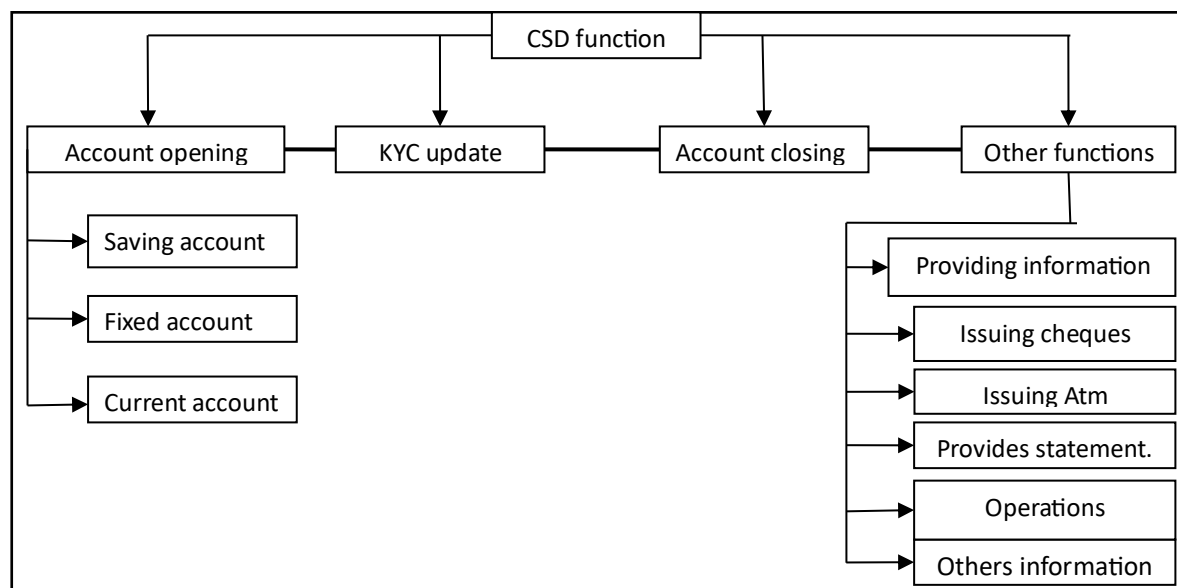 CSD function
Account opening
KYC update
Account closing
Other functions
Saving account
Fixed account
Current account
Providing information
Issuing cheques
Issuing Atm
Provides statement.
Operations
Others information